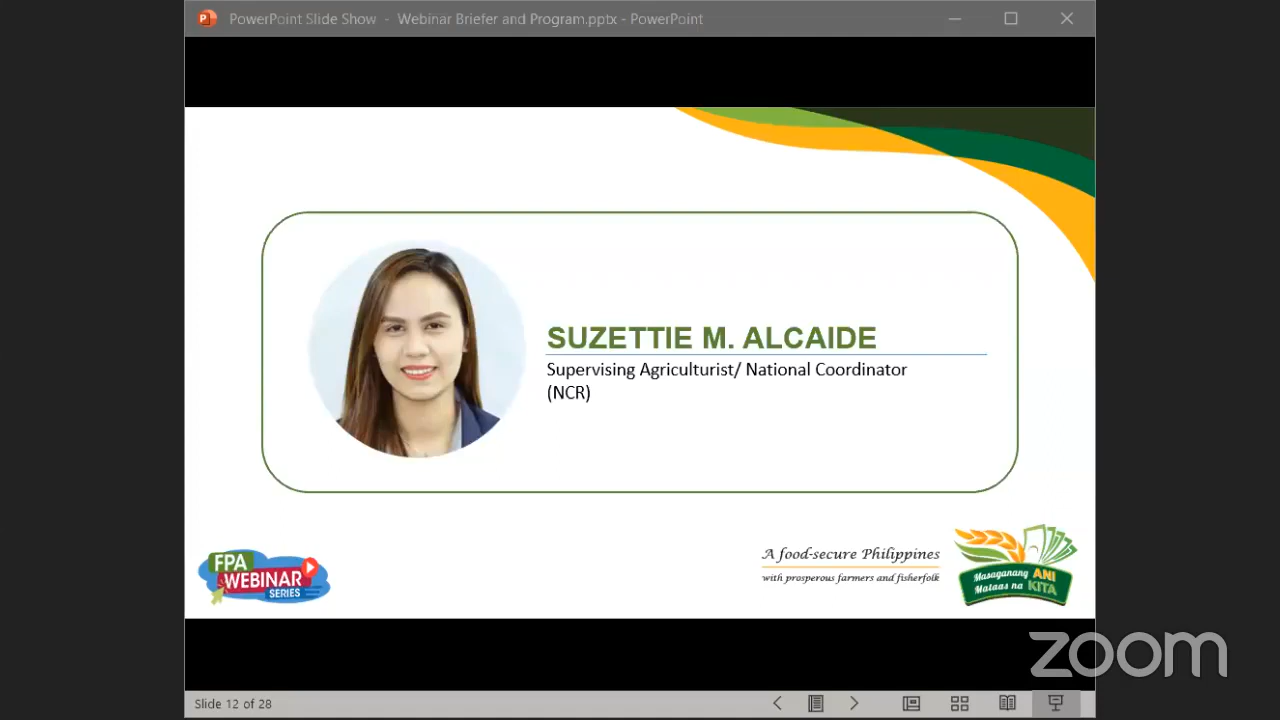 PowerPoint Slide Show - Webinar Briefer and Program.pptx - PowerPoint
SUZETTIE M. ALCAIDE
Supervising Agriculturist/ National Coordinator
(NCR)
FPA
WEBINAR
SERIES
A food-secure Philippines
with prosperous farmers and fisherfolk
Masaganang ANI
Mataas na KITA
zoom
Slide 12 of 28